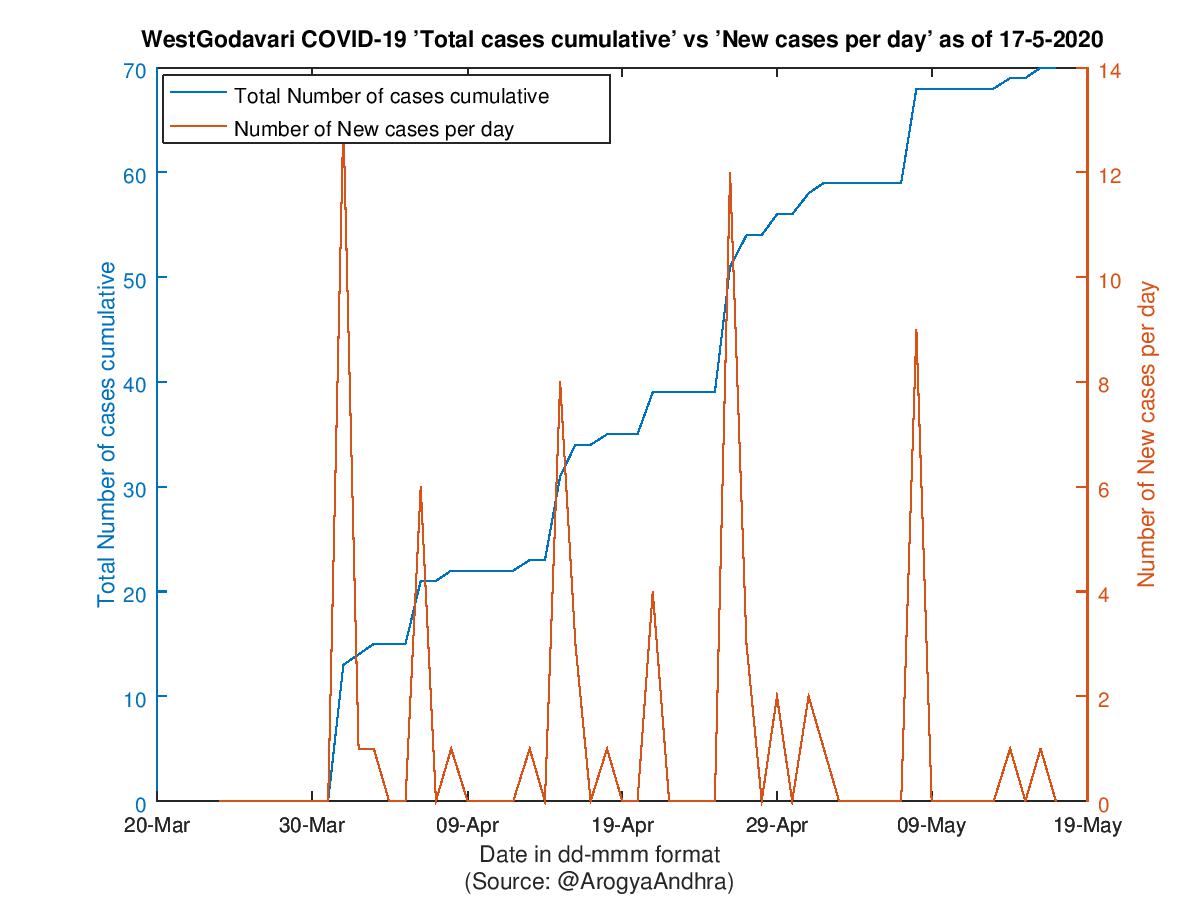 WestGodavari COVID-19 ’Total cases cumulative’ vs ’New cases per day’ as of 17-5-2020
Total Number of cases cumulative
Number of New cases per day
70
60
50
40
30
20
10
0
Total Number of cases cumulative
14
12
10
8
6
4
2
0
Number of New cases per day
20-Mar 30-Mar 09-Apr 19-Apr 29-Apr 09-May 19-May
Date in dd-mmm format
(Source: @ArogyaAndhra)